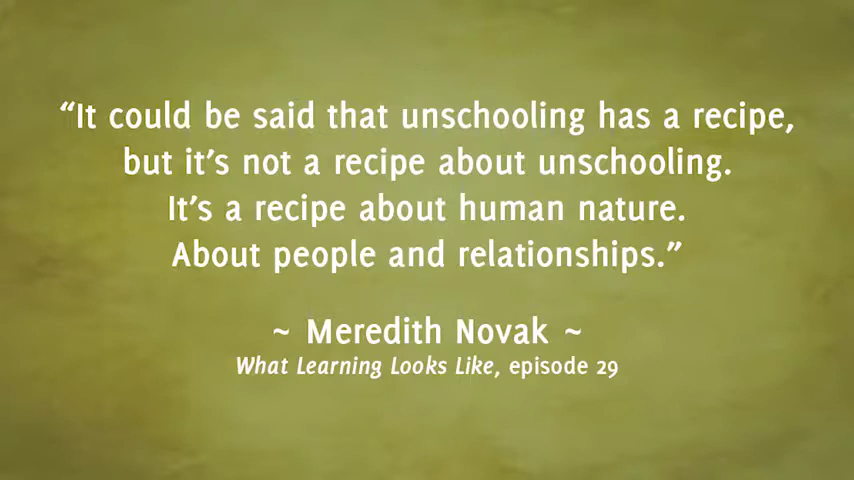 “It could be said that unschooling has a recipe,
but it’s not a recipe about unschooling.
It’s a recipe about human nature.
About people and relationships.”
~ Meredith Novak ~
What Learning Looks Like, episode 29